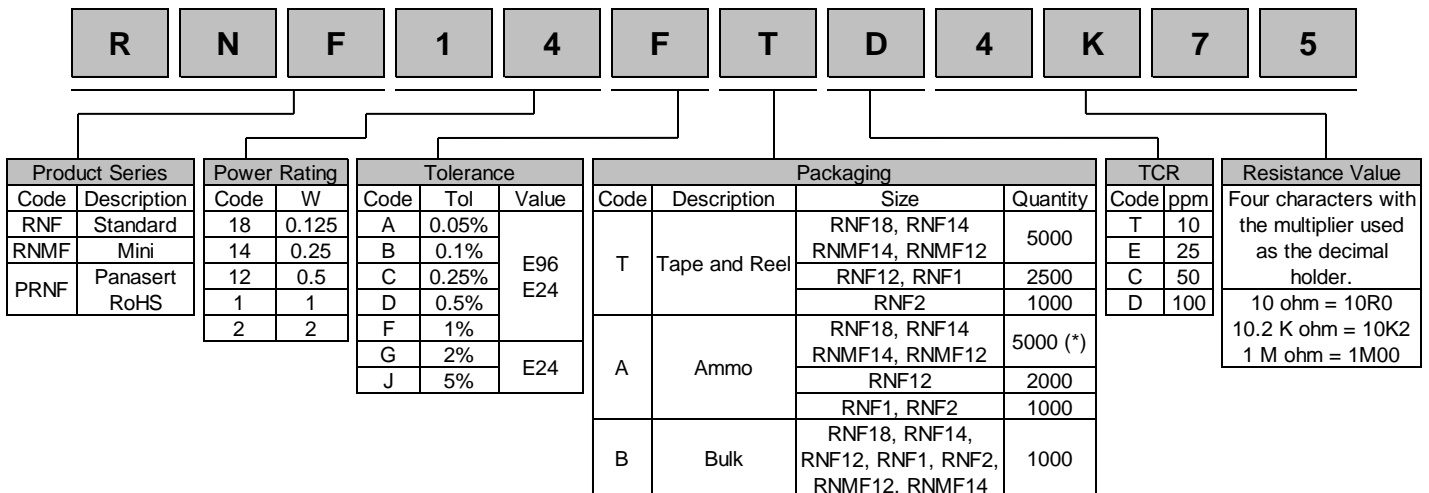 R N F 1 4 F T D 4 K 7 5
Product Series
Code Description
RNF Standard
RNMF Mini
PRNF Panasert RoHS
Power Rating
Code W
18 0.125
14 0.25
12 0.5
1 1
2 2
Tolerance
Code Tol Value
A 0.05%
B 0.1%
C 0.25%
D 0.5%
F 1%
E96
E24
G 2%
J 5%
E24
Packaging
Code Description Size Quantity
T Tape and Reel
RNF18, RNF14
RNMF14, RNMF12
5000
RNF12, RNF1 2500
RNF2 1000
A Ammo
RNF18, RNF14
RNMF14, RNMF12
5000 (*)
RNF12 2000
RNF1, RNF2 1000
B Bulk
RNF18, RNF14,
RNF12, RNF1, RNF2,
RNMF12, RNMF14
1000
TCR
Code ppm
T 10
E 25
C 50
D 100
Resistance Value
Four characters with
the multiplier used
as the decimal
holder.
10 ohm = 10R0
10.2 K ohm = 10K2
1 M ohm = 1M00